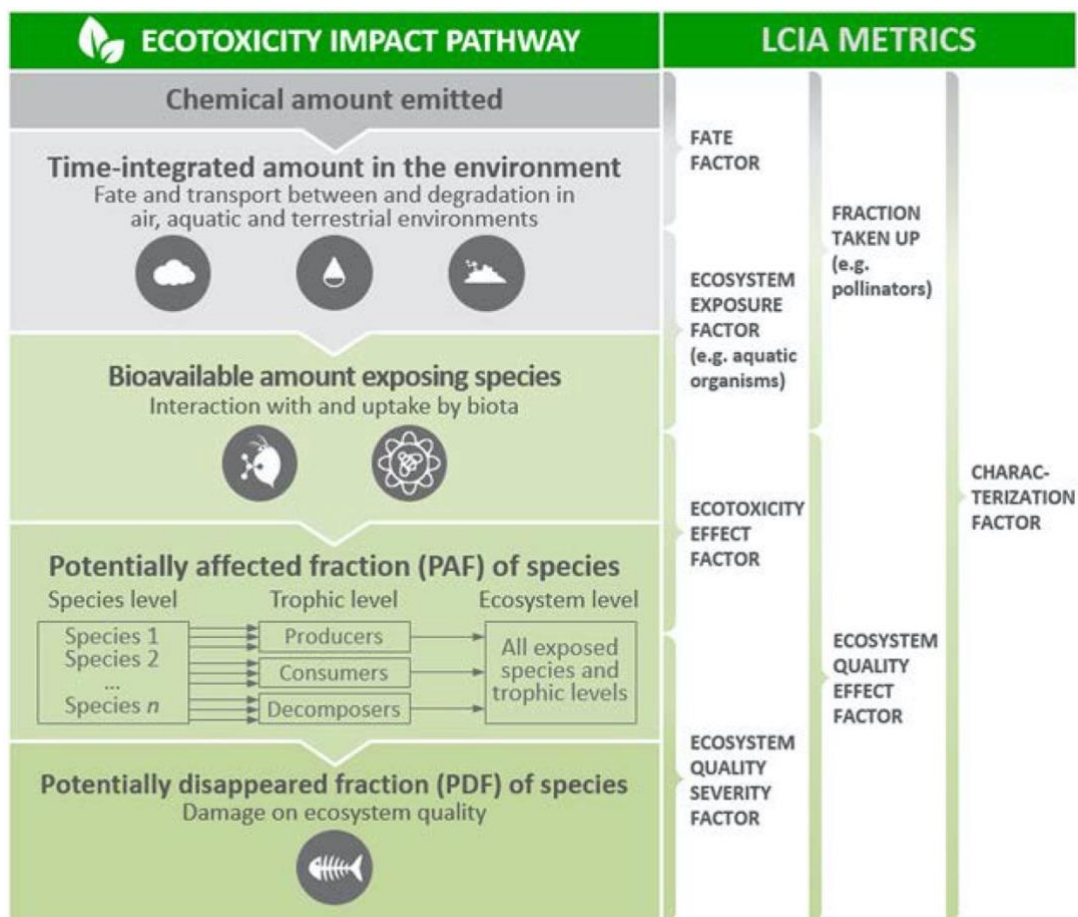 ECOTOXICITY IMPACT PATHWAY
LCIA METRICS
Chemical amount emitted
Time-integrated amount in the environment
Fate and transport between and degradation in
air, aquatic and terrestrial environments
Bioavailable amount exposing species
Interaction with and uptake by biota
Potentially affected fraction (PAF) of species
Species level
Trophic level
Ecosystem level
Species 1
Species 2
...
Species n
Producers
Consumers
Decomposers
All exposed
species and
trophic levels
Potentially disappeared fraction (PDF) of species
Damage on ecosystem quality
FATE
FACTOR
ECOSYSTEM
EXPOSURE
FACTOR
(e.g. aquatic
organisms)
ECOTOXICITY
EFFECT
FACTOR
ECOSYSTEM
QUALITY
SEVERITY
FACTOR
FRACTION
TAKEN UP
(e.g.
pollinators)
ECOSYSTEM
QUALITY
EFFECT
FACTOR
CHARAC-
TERIZATION
FACTOR